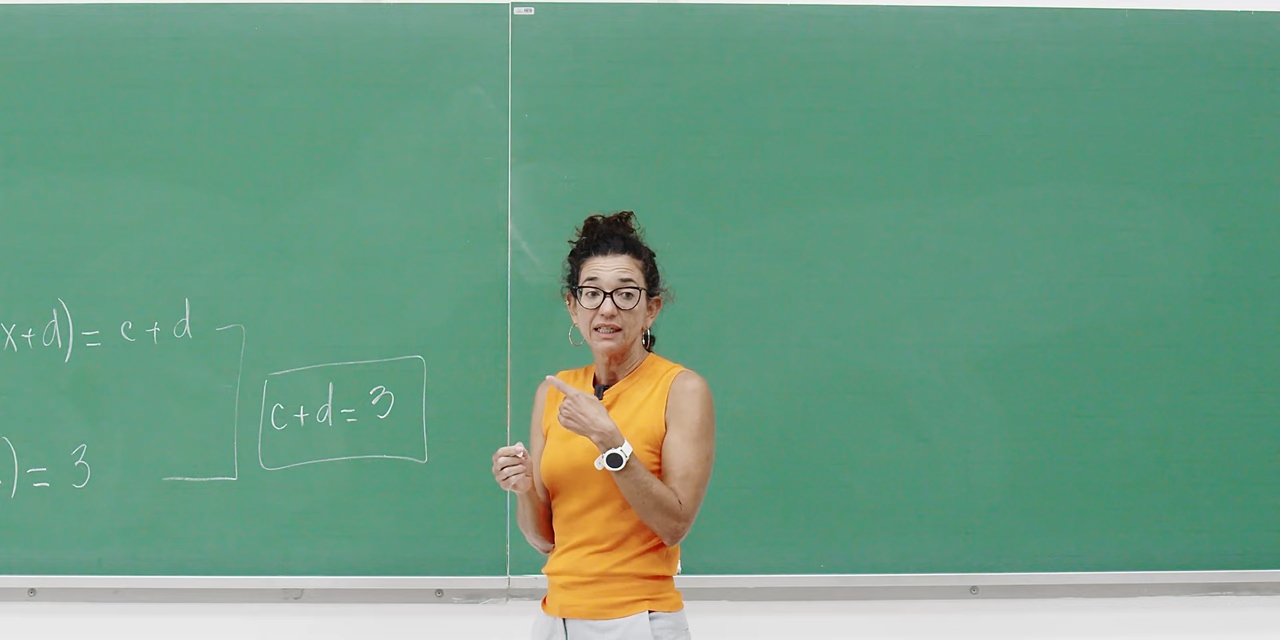 x+d) = c+d
c+d = 3
) = 3